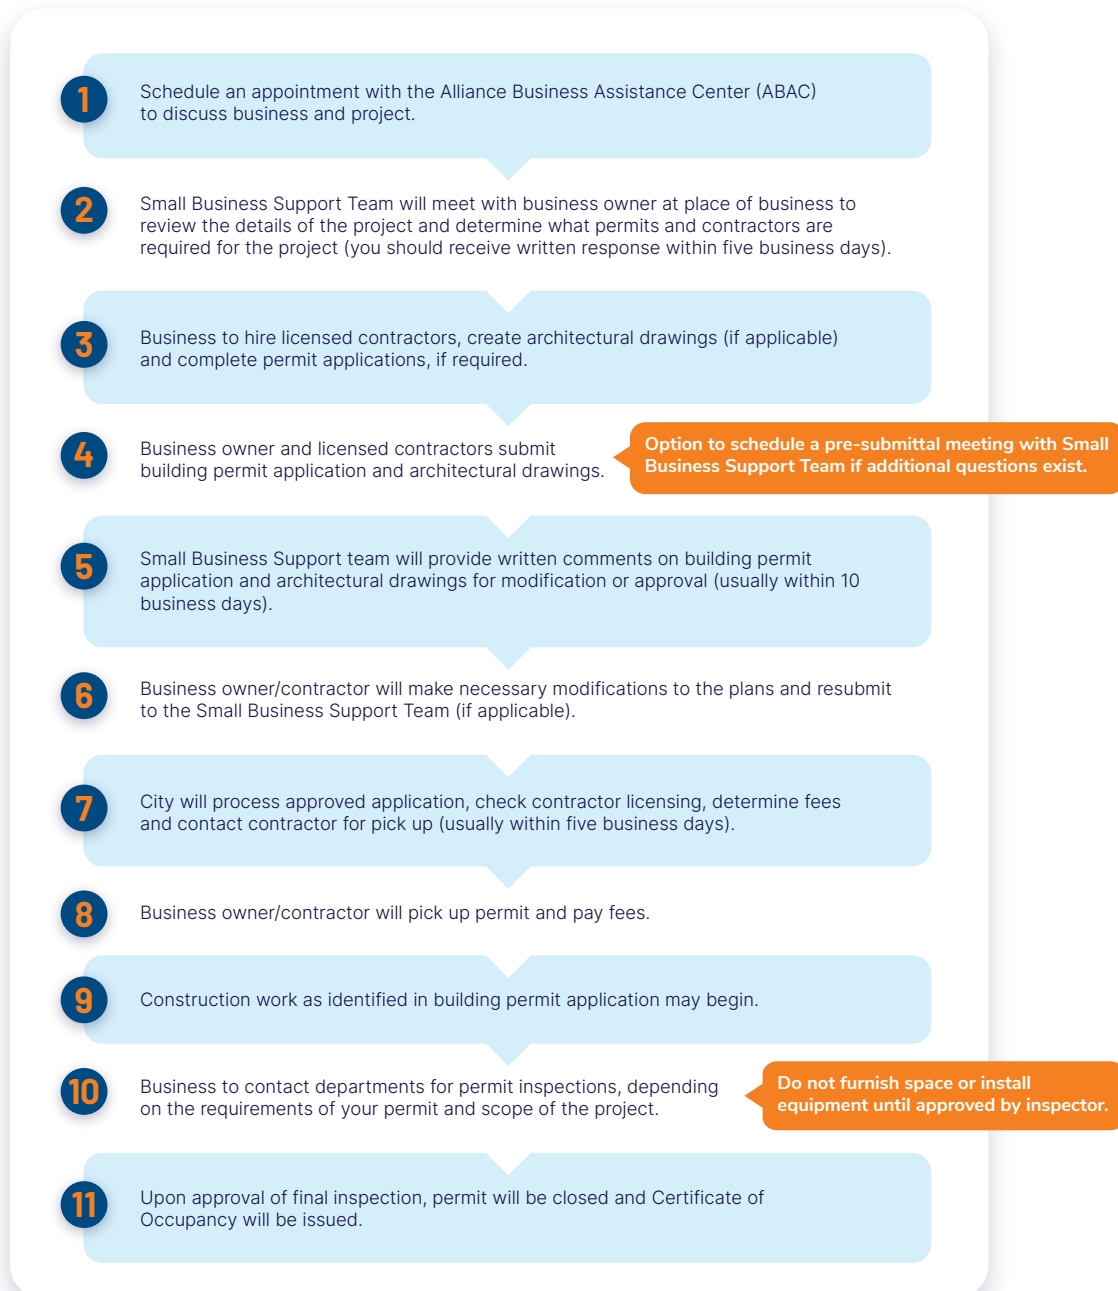 1
Schedule an appointment with the Alliance Business Assistance Center (ABAC)
to discuss business and project.
2
Small Business Support Team will meet with business owner at place of business to
review the details of the project and determine what permits and contractors are
required for the project (you should receive written response within five business days).
3
Business to hire licensed contractors, create architectural drawings (if applicable)
and complete permit applications, if required.
4
Business owner and licensed contractors submit
building permit application and architectural drawings.
Option to schedule a pre-submittal meeting with Small
Business Support Team if additional questions exist.
5
Small Business Support team will provide written comments on building permit
application and architectural drawings for modification or approval (usually within 10
business days).
6
Business owner/contractor will make necessary modifications to the plans and resubmit
to the Small Business Support Team (if applicable).
7
City will process approved application, check contractor licensing, determine fees
and contact contractor for pick up (usually within five business days).
8
Business owner/contractor will pick up permit and pay fees.
9
Construction work as identified in building permit application may begin.
10
Business to contact departments for permit inspections, depending
on the requirements of your permit and scope of the project.
Do not furnish space or install
equipment until approved by inspector.
11
Upon approval of final inspection, permit will be closed and Certificate of
Occupancy will be issued.